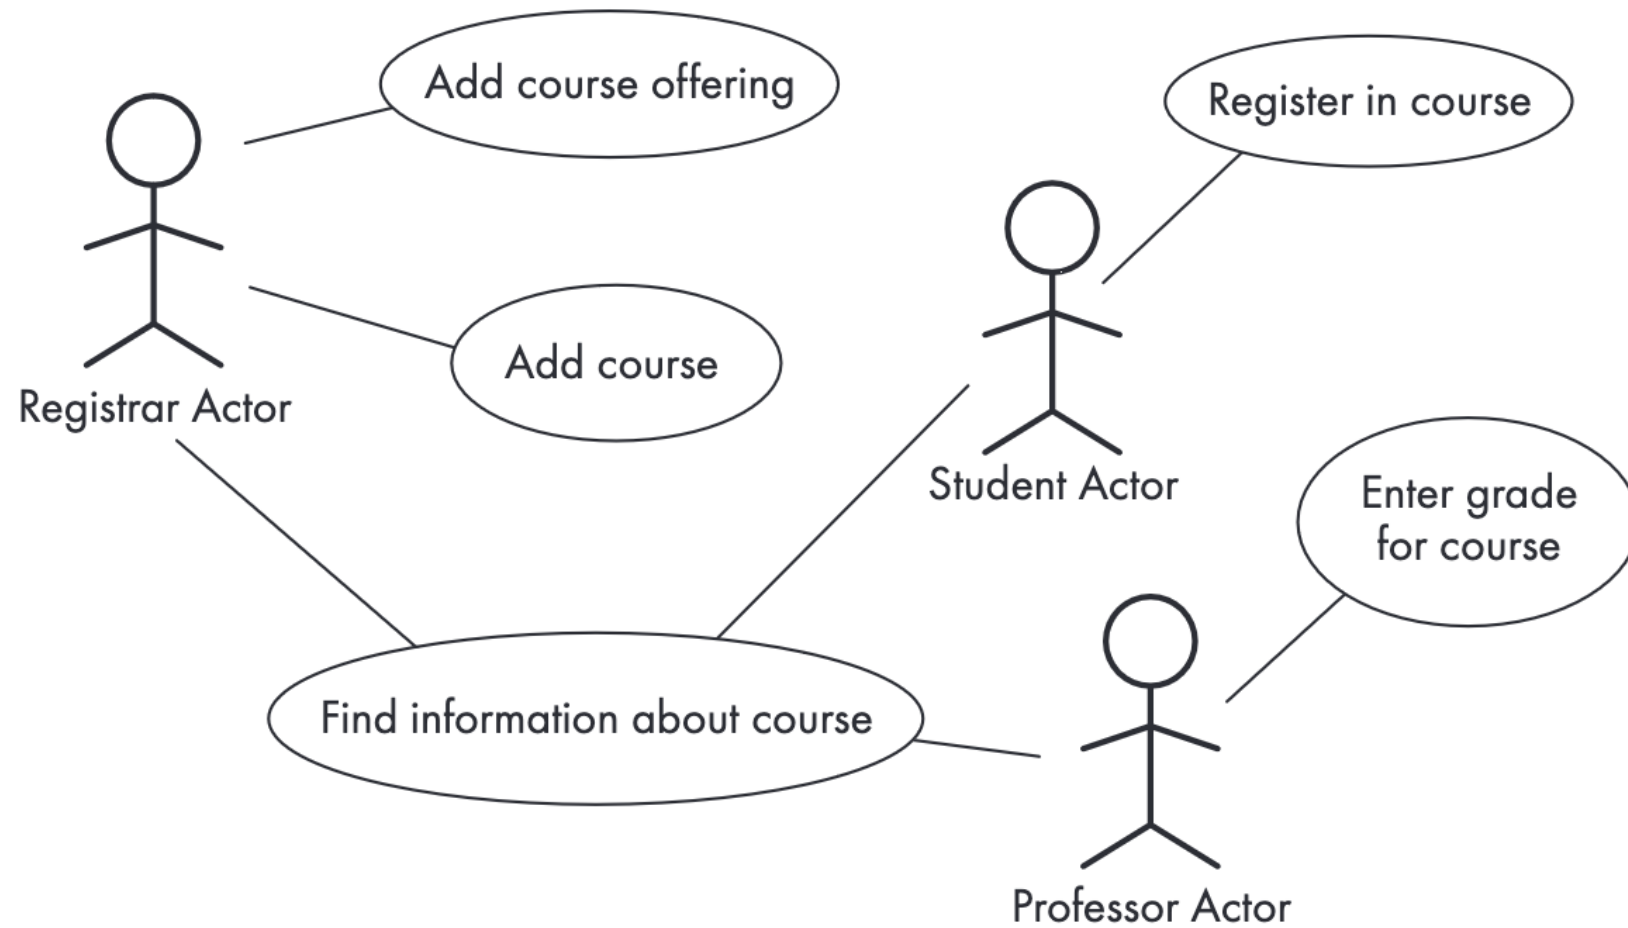 Add course offering
Register in course
Add course
Registrar Actor
Student Actor
Enter grade
for course
Find information about course
Professor Actor